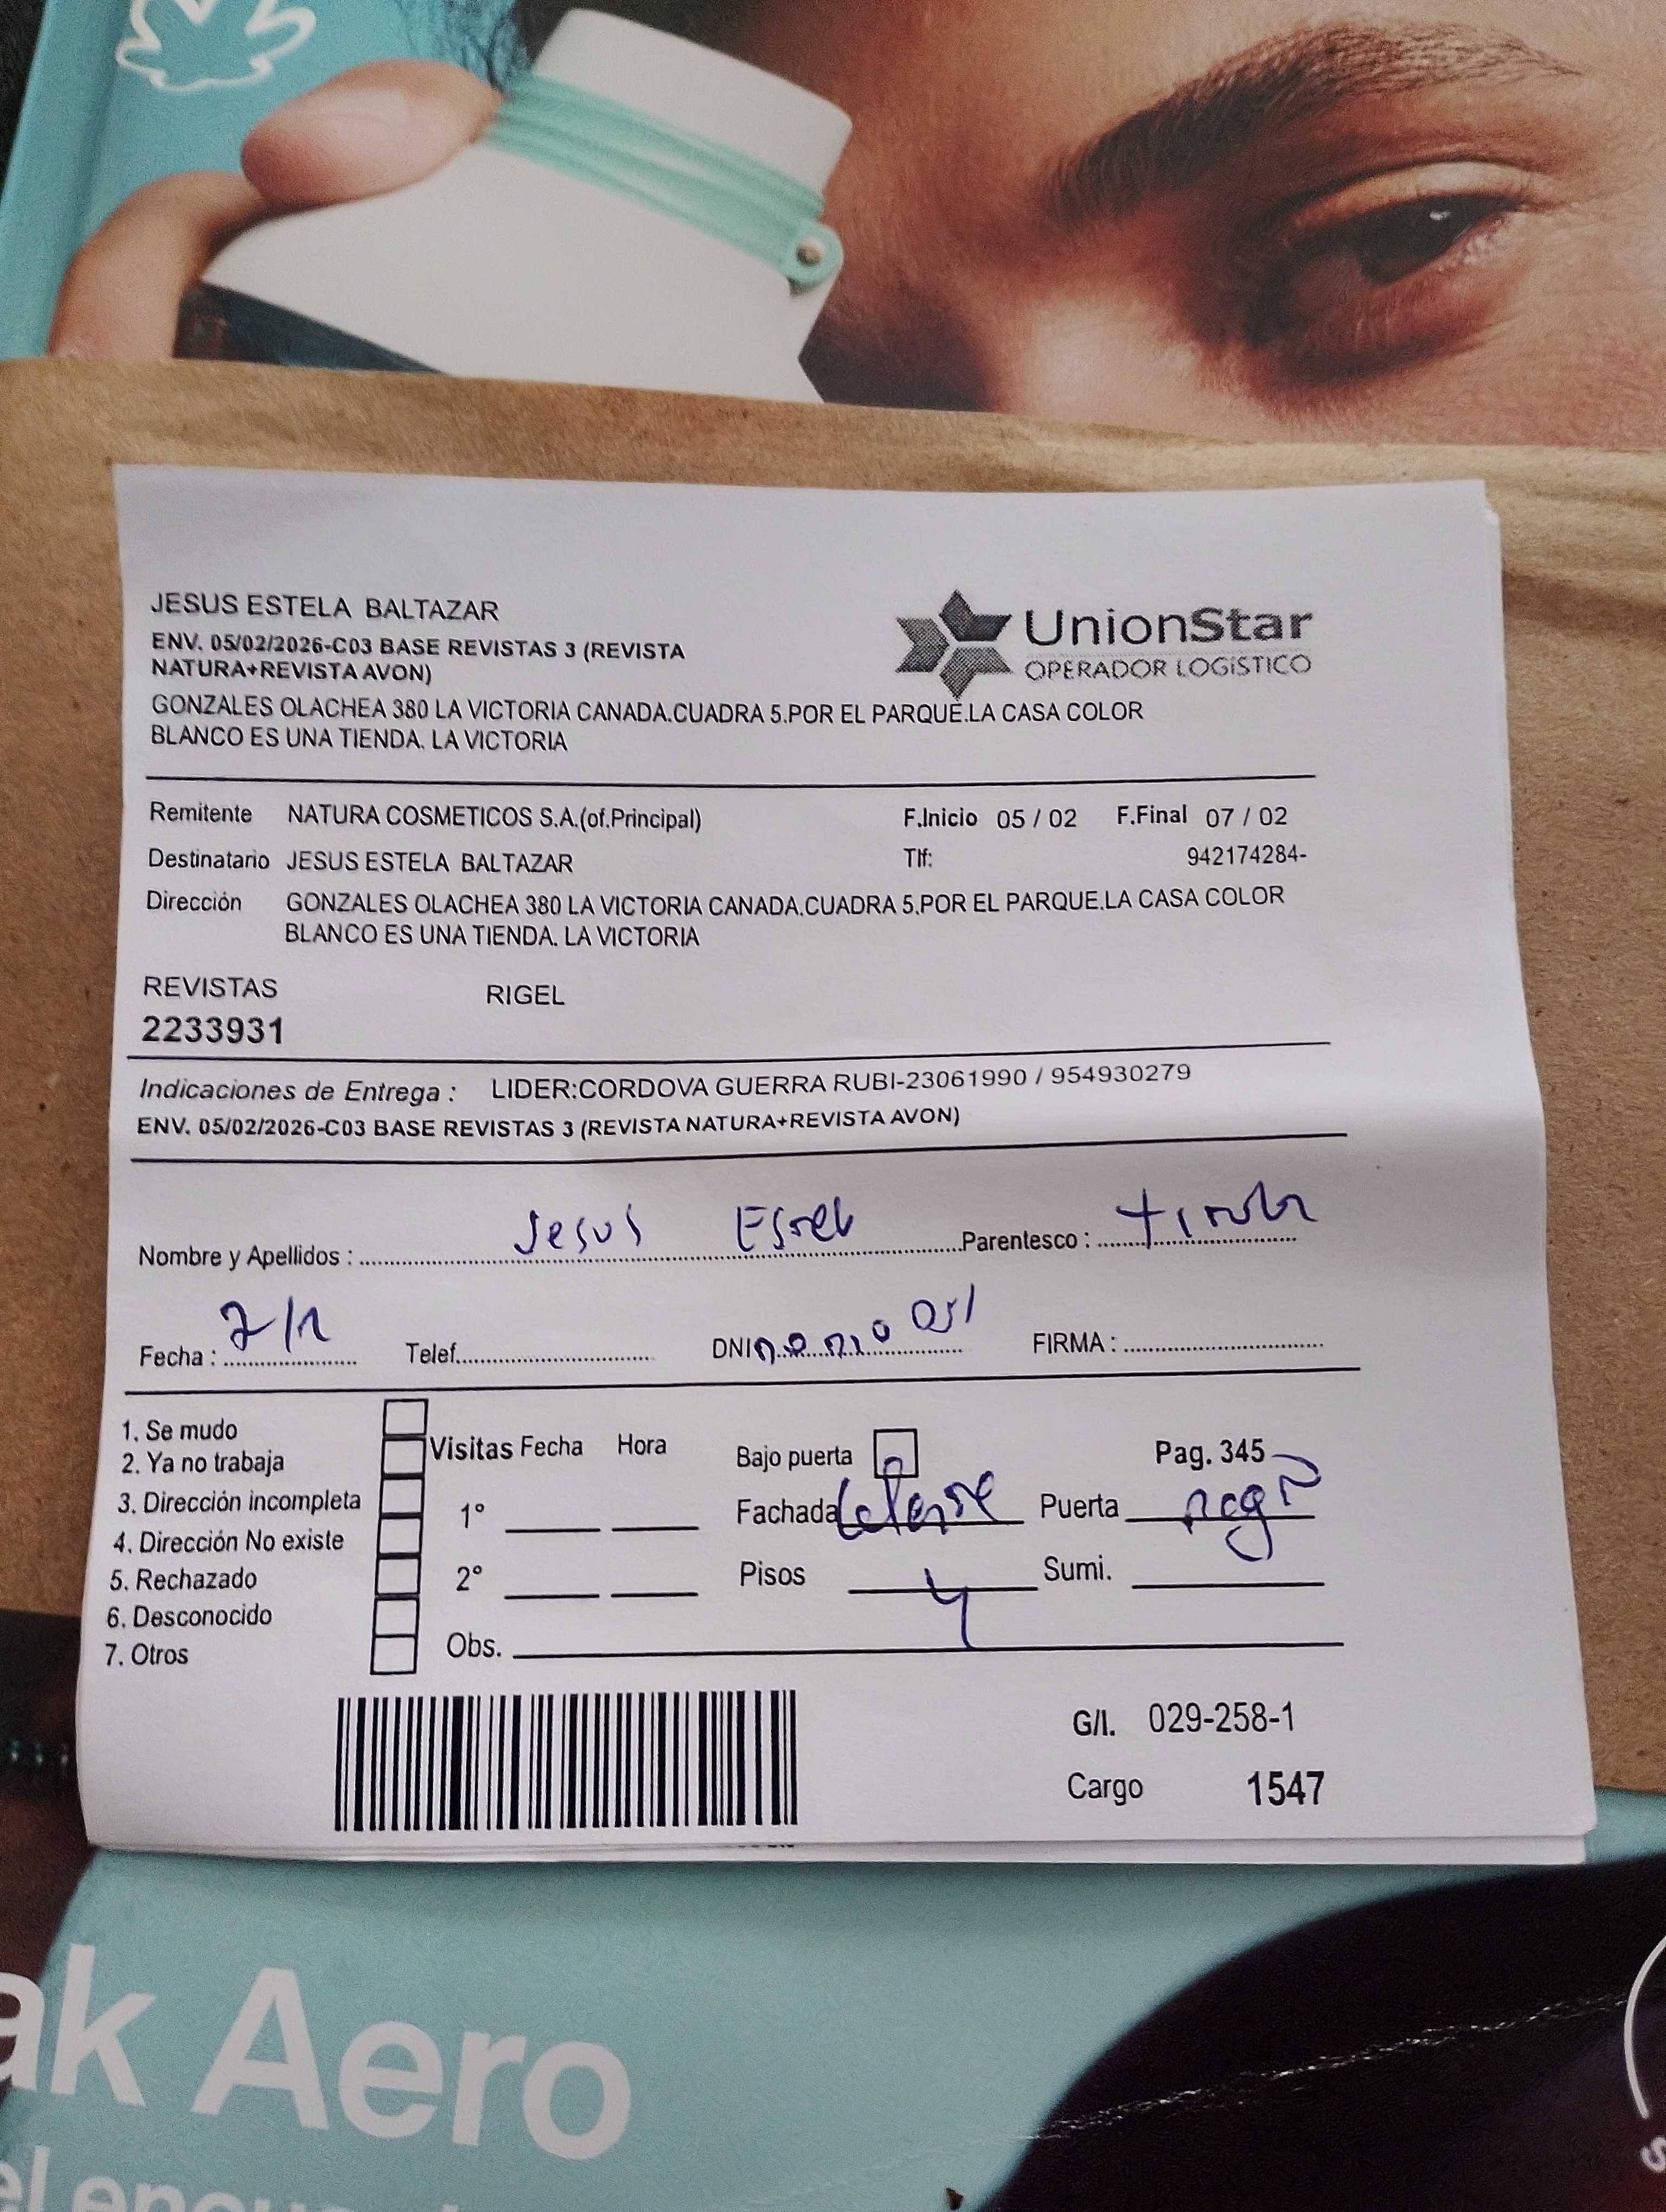 JESUS ESTELA BALTAZAR
ENV. 05/02/2026-C03 BASE REVISTAS 3 (REVISTA
NATURA+REVISTA AVON)
UnionStar
OPERADOR LOGÍSTICO
GONZALES OLACHEA 380 LA VICTORIA CANADA.CUADRA 5.POR EL PARQUE.LA CASA COLOR
BLANCO ES UNA TIENDA. LA VICTORIA
Remitente NATURA COSMETICOS S.A.(of.Principal) F.Inicio 05 / 02 F.Final 07 / 02
Destinatario JESUS ESTELA BALTAZAR Tlf: 942174284-
Dirección GONZALES OLACHEA 380 LA VICTORIA CANADA.CUADRA 5.POR EL PARQUE.LA CASA COLOR
BLANCO ES UNA TIENDA. LA VICTORIA
REVISTAS RIGEL
2233931
Indicaciones de Entrega : LIDER:CORDOVA GUERRA RUBI-23061990 / 954930279
ENV. 05/02/2026-C03 BASE REVISTAS 3 (REVISTA NATURA+REVISTA AVON)
Nombre y Apellidos : Jesus Parentesco :
Fecha : Telef. DNI FIRMA :
1. Se mudo
2. Ya no trabaja
3. Dirección incompleta
4. Dirección No existe
5. Rechazado
6. Desconocido
7. Otros
Visitas Fecha Hora
1°
2°
Obs.
Bajo puerta Pag. 345
Fachada Puerta
Pisos 4 Sumi.
G/I. 029-258-1
Cargo 1547
ak Aero